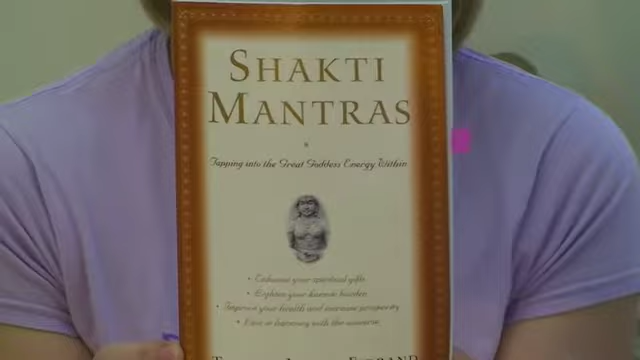 SHAKTI
MANTRAS
Tapping into the Great Goddess Energy Within
• Enhance your spiritual gifts
• Lighten your karmic burden
• Improve your health and increase prosperity
• Live in harmony with the universe